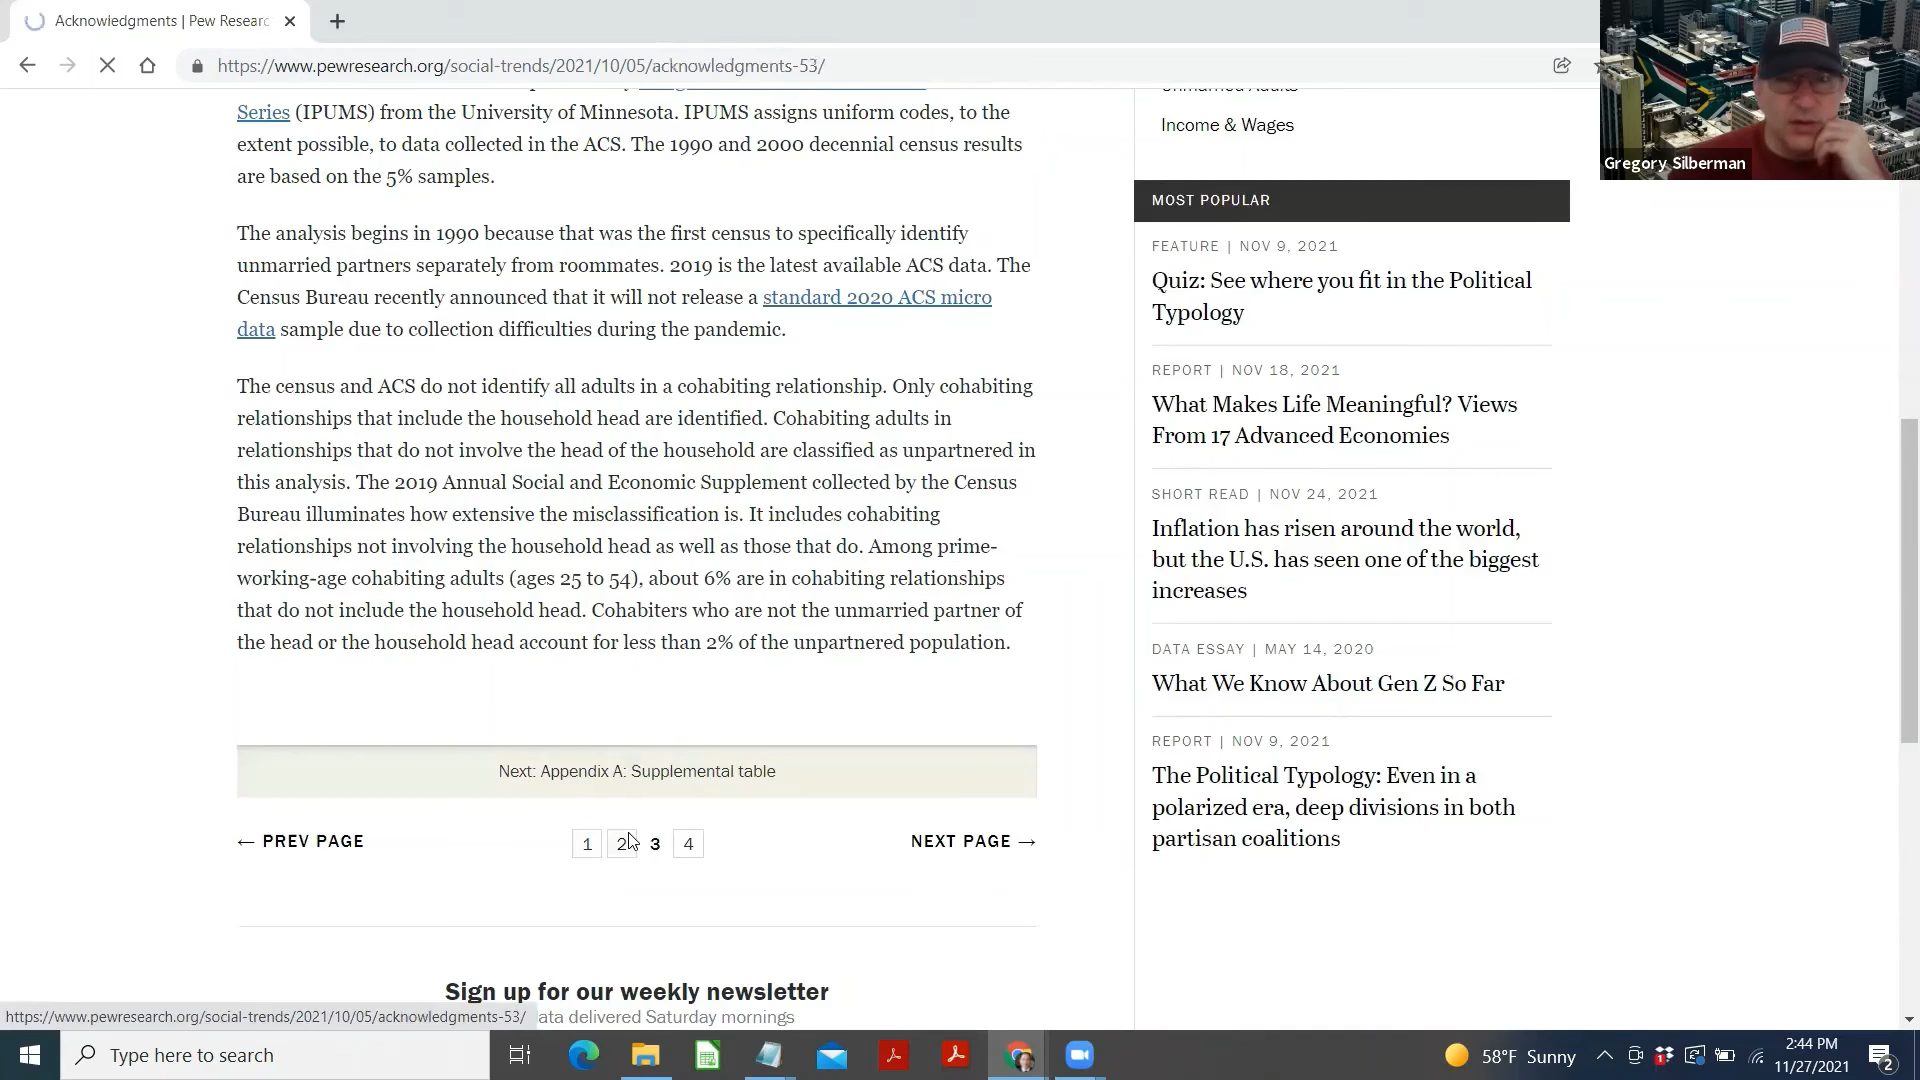 Acknowledgments | Pew Researc
https://www.pewresearch.org/social-trends/2021/10/05/acknowledgments-53/
Series (IPUMS) from the University of Minnesota. IPUMS assigns uniform codes, to the
extent possible, to data collected in the ACS. The 1990 and 2000 decennial census results
are based on the 5% samples.
The analysis begins in 1990 because that was the first census to specifically identify
unmarried partners separately from roommates. 2019 is the latest available ACS data. The
Census Bureau recently announced that it will not release a standard 2020 ACS micro
data sample due to collection difficulties during the pandemic.
The census and ACS do not identify all adults in a cohabiting relationship. Only cohabiting
relationships that include the household head are identified. Cohabiting adults in
relationships that do not involve the head of the household are classified as unpartnered in
this analysis. The 2019 Annual Social and Economic Supplement collected by the Census
Bureau illuminates how extensive the misclassification is. It includes cohabiting
relationships not involving the household head as well as those that do. Among prime-
working-age cohabiting adults (ages 25 to 54), about 6% are in cohabiting relationships
that do not include the household head. Cohabiters who are not the unmarried partner of
the head or the household head account for less than 2% of the unpartnered population.
Next: Appendix A: Supplemental table
← PREV PAGE
1 2 3 4
NEXT PAGE →
Sign up for our weekly newsletter
ata delivered Saturday mornings
Unmarried Adults
Income & Wages
MOST POPULAR
FEATURE | NOV 9, 2021
Quiz: See where you fit in the Political
Typology
REPORT | NOV 18, 2021
What Makes Life Meaningful? Views
From 17 Advanced Economies
SHORT READ | NOV 24, 2021
Inflation has risen around the world,
but the U.S. has seen one of the biggest
increases
DATA ESSAY | MAY 14, 2020
What We Know About Gen Z So Far
REPORT | NOV 9, 2021
The Political Typology: Even in a
polarized era, deep divisions in both
partisan coalitions
Gregory Silberman
https://www.pewresearch.org/social-trends/2021/10/05/acknowledgments-53/
Type here to search
58°F Sunny
1
2:44 PM
11/27/2021
2